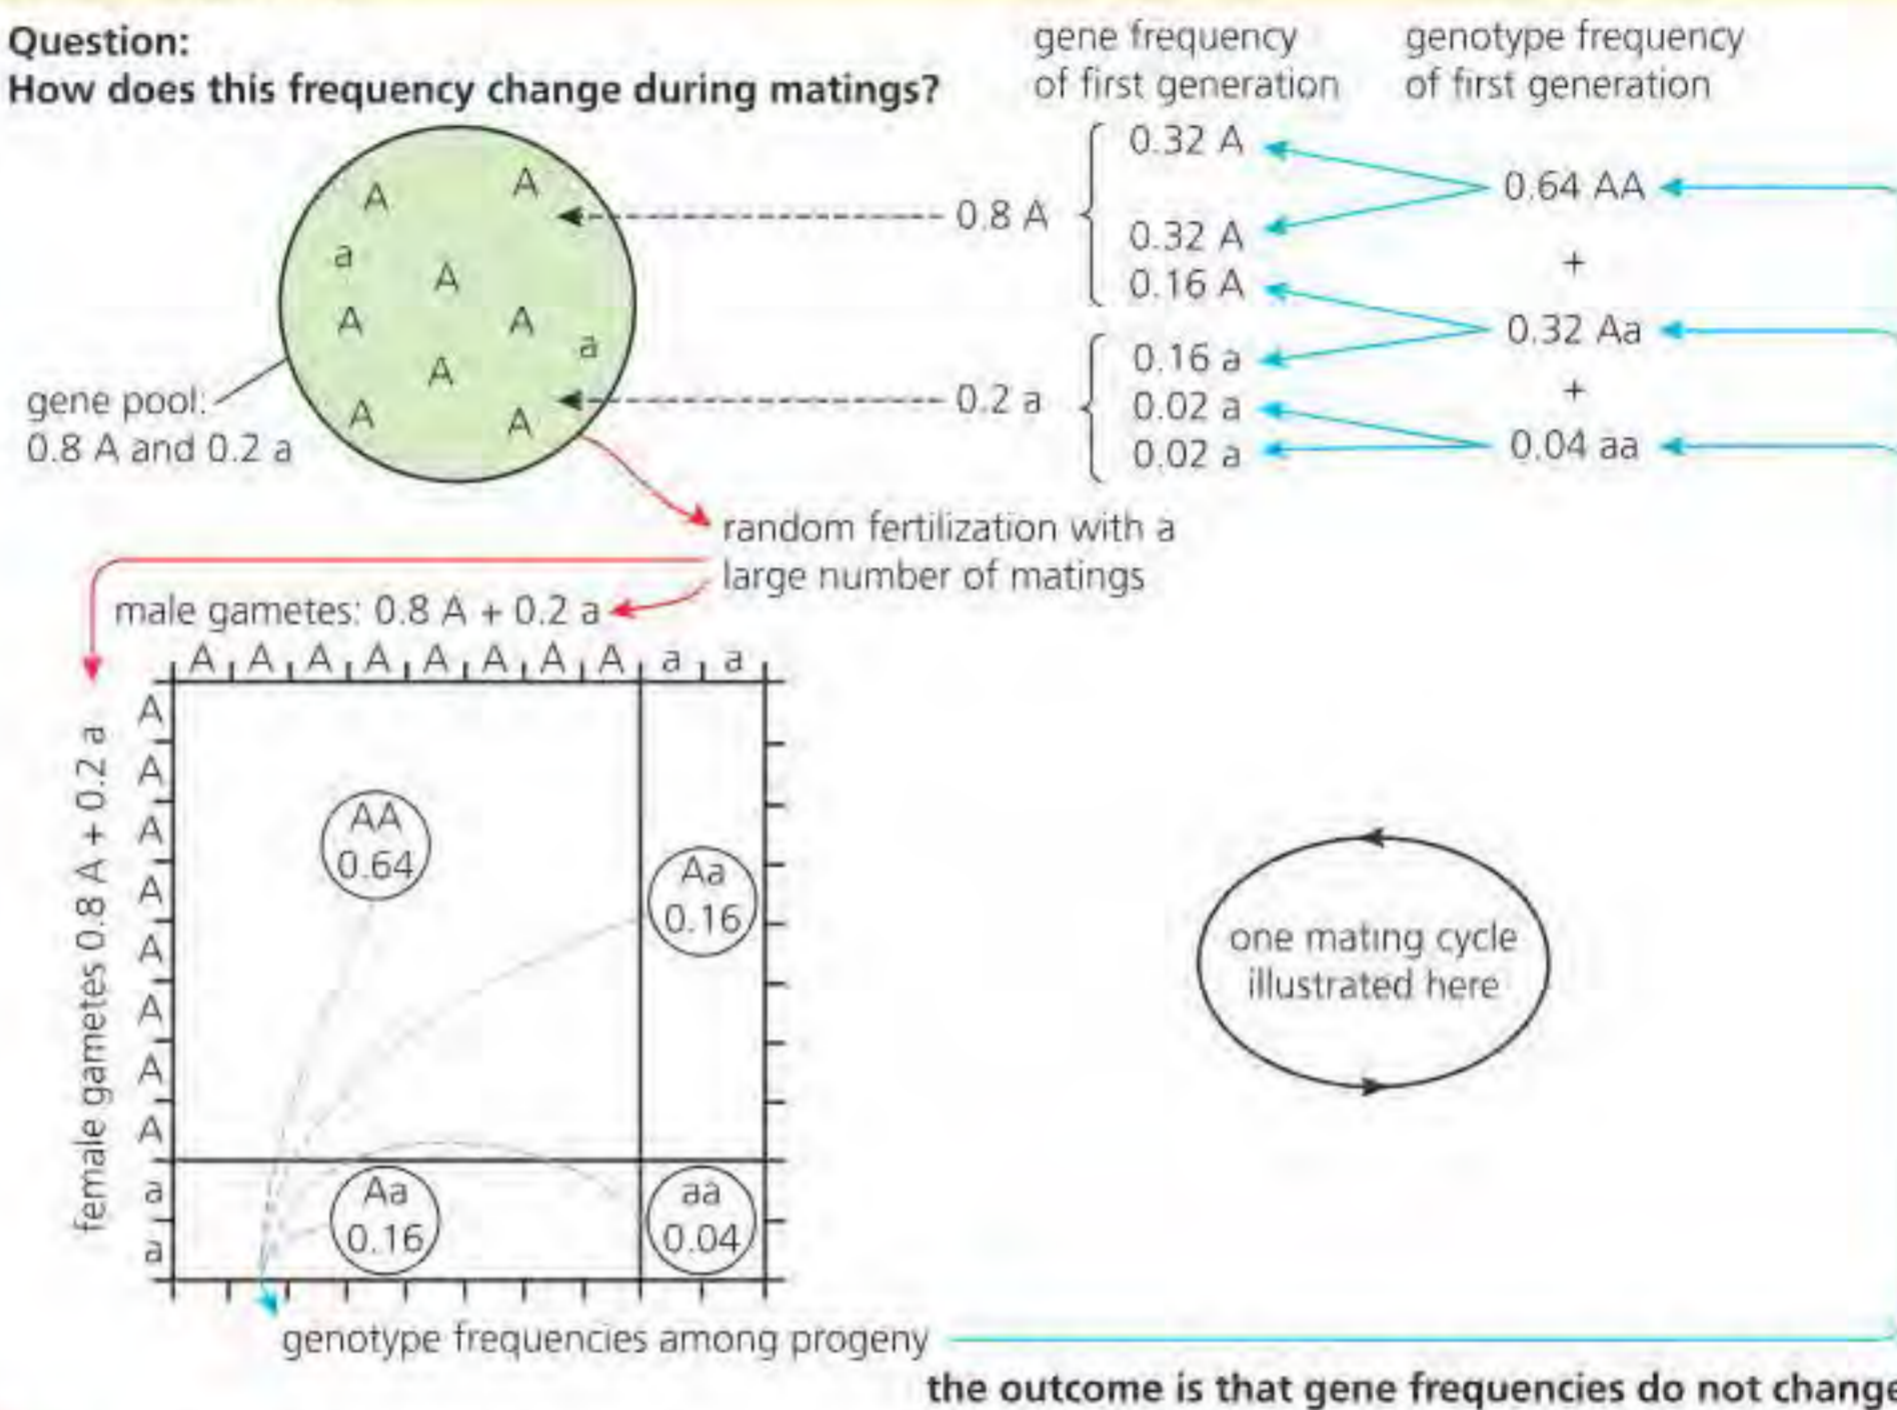 Question:
How does this frequency change during matings?
gene frequency
of first generation
genotype frequency
of first generation
A
A
a
A
A
A
a
A
A
A
gene pool:
0.8 A and 0.2 a
0.8 A
0.2 a
0.32 A
0.32 A
0.16 A
0.16 a
0.02 a
0.02 a
0.64 AA
+
0.32 Aa
+
0.04 aa
random fertilization with a
large number of matings
male gametes: 0.8 A + 0.2 a
A A A A A A A A a a
female gametes 0.8 A + 0.2 a
A
A
A
A
A
A
A
A
a
a
AA
0.64
Aa
0.16
Aa
0.16
aa
0.04
one mating cycle
illustrated here
genotype frequencies among progeny
the outcome is that gene frequencies do not change